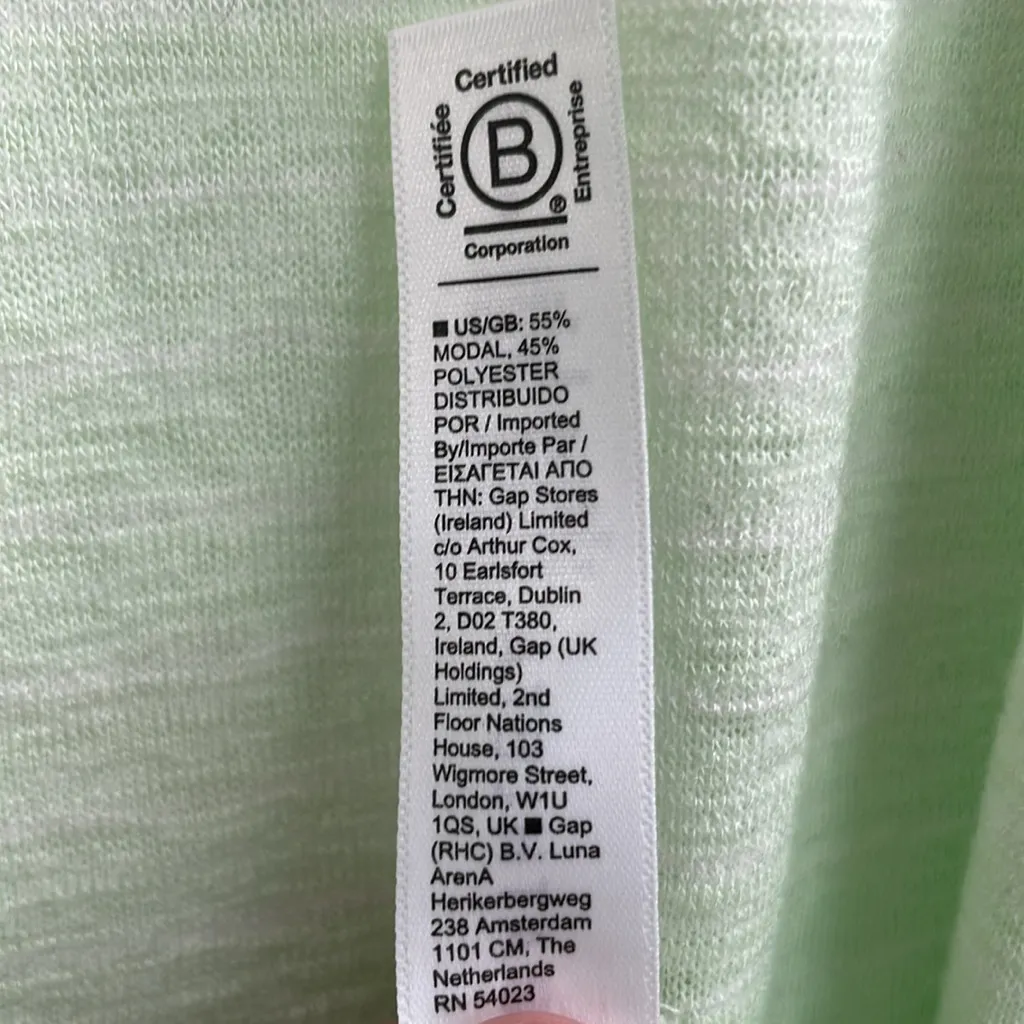 Certified
Certifiée
B
Entreprise
®
Corporation
■ US/GB: 55%
MODAL, 45%
POLYESTER
DISTRIBUIDO
POR / Imported
By/Importe Par /
ΕΙΣΑΓΕΤΑΙ ΑΠΟ
ΤΗΝ: Gap Stores
(Ireland) Limited
c/o Arthur Cox,
10 Earlsfort
Terrace, Dublin
2, D02 T380,
Ireland, Gap (UK
Holdings)
Limited, 2nd
Floor Nations
House, 103
Wigmore Street,
London, W1U
1QS, UK ■ Gap
(RHC) B.V. Luna
ArenA
Herikerbergweg
238 Amsterdam
1101 CM, The
Netherlands
RN 54023